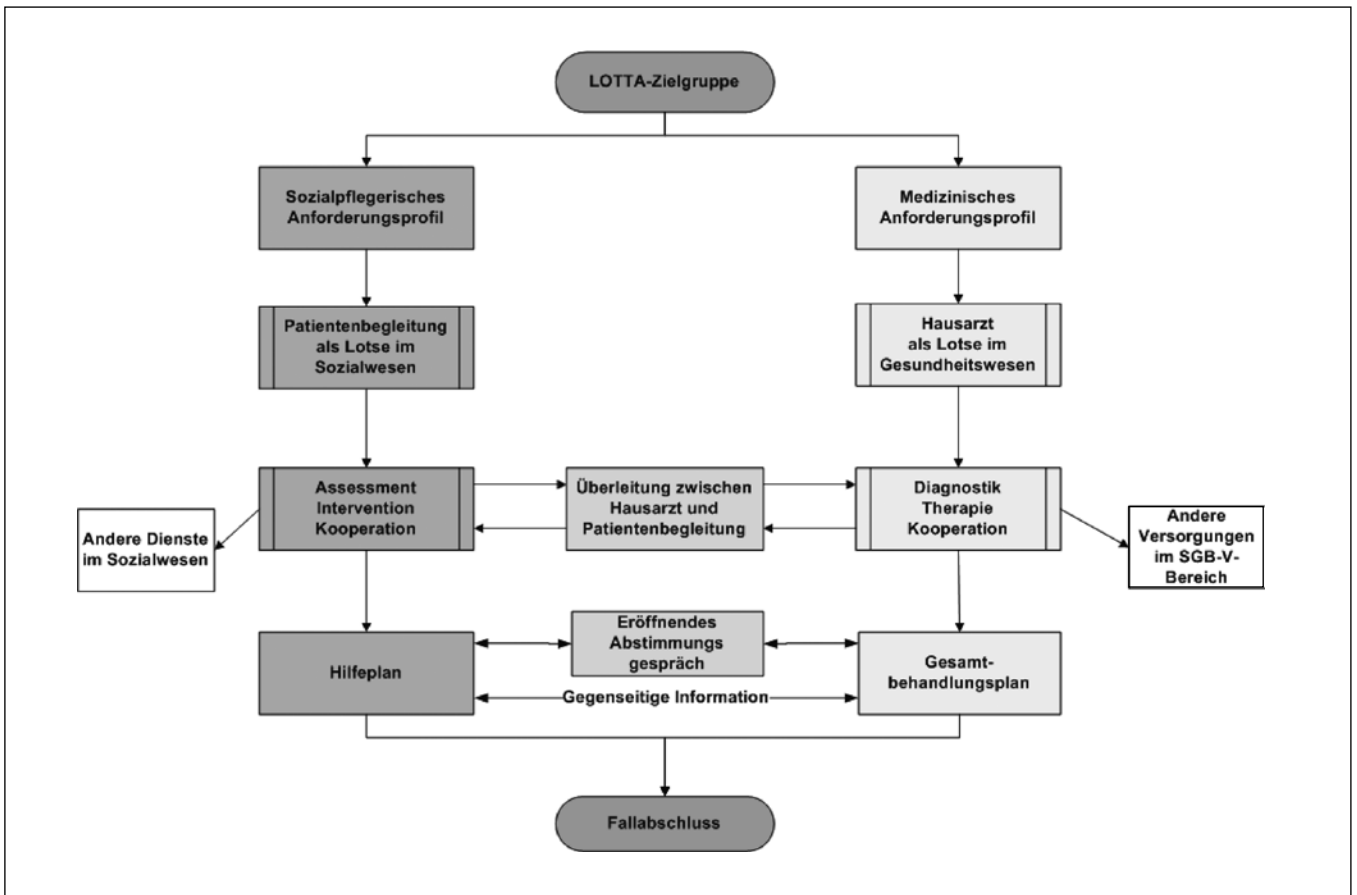 LOTTA-Zielgruppe
Sozialpflegerisches
Anforderungsprofil
Medizinisches
Anforderungsprofil
Patientenbegleitung
als Lotse im
Sozialwesen
Hausarzt
als Lotse im
Gesundheitswesen
Andere Dienste
im Sozialwesen
Assessment
Intervention
Kooperation
Überleitung zwischen
Hausarzt und
Patientenbegleitung
Diagnostik
Therapie
Kooperation
Andere
Versorgungen
im SGB-V-
Bereich
Hilfeplan
Eröffnendes
Abstimmungs
gespräch
Gegenseitige Information
Gesamt-
behandlungsplan
Fallabschluss